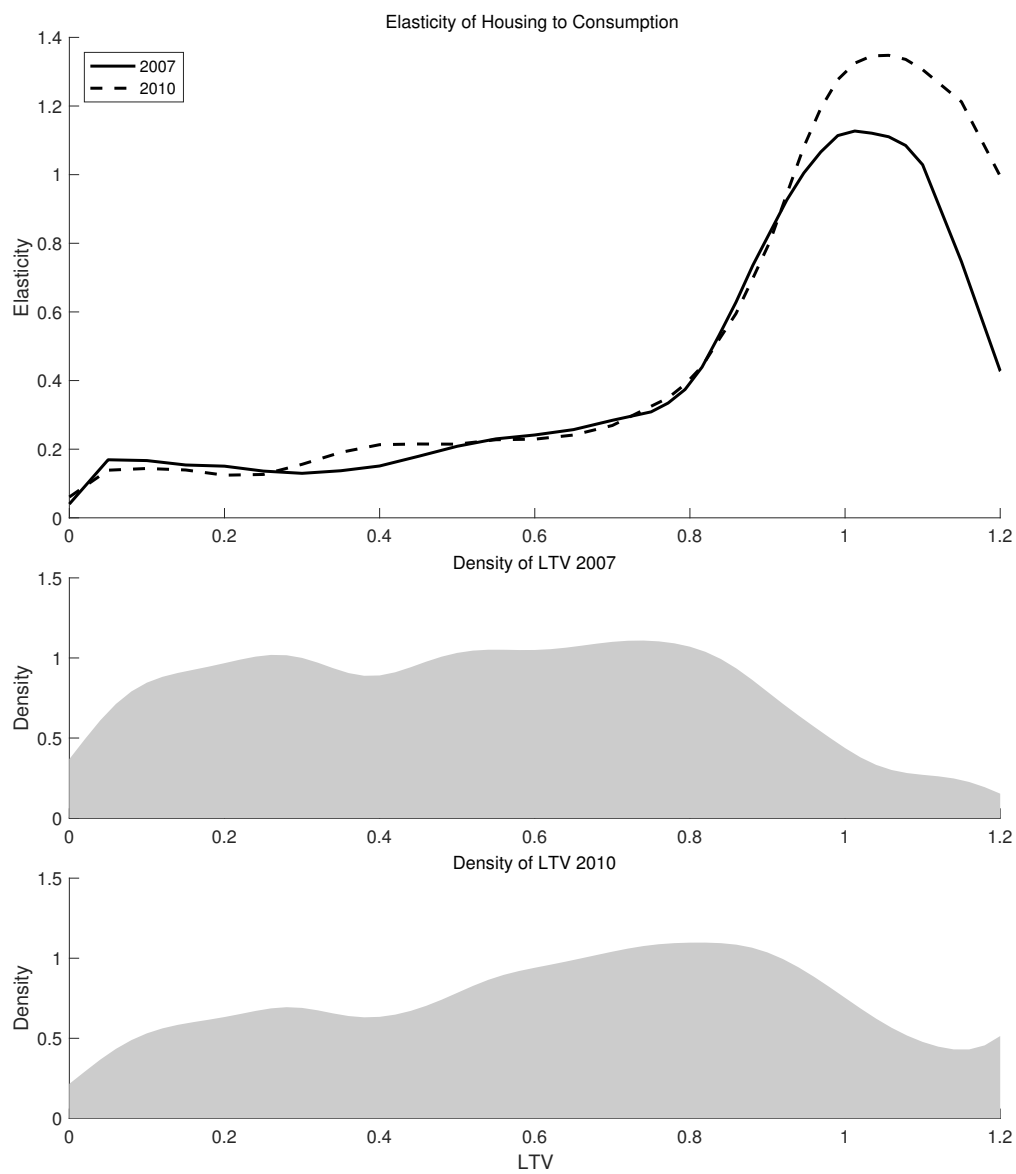 Elasticity of Housing to Consumption
1.4
1.2
1
0.8
0.6
0.4
0.2
0
Elasticity
2007
2010
0 0.2 0.4 0.6 0.8 1 1.2
Density of LTV 2007
1.5
1
0.5
0
Density
0 0.2 0.4 0.6 0.8 1 1.2
Density of LTV 2010
1.5
1
0.5
0
Density
0 0.2 0.4 0.6 0.8 1 1.2
LTV